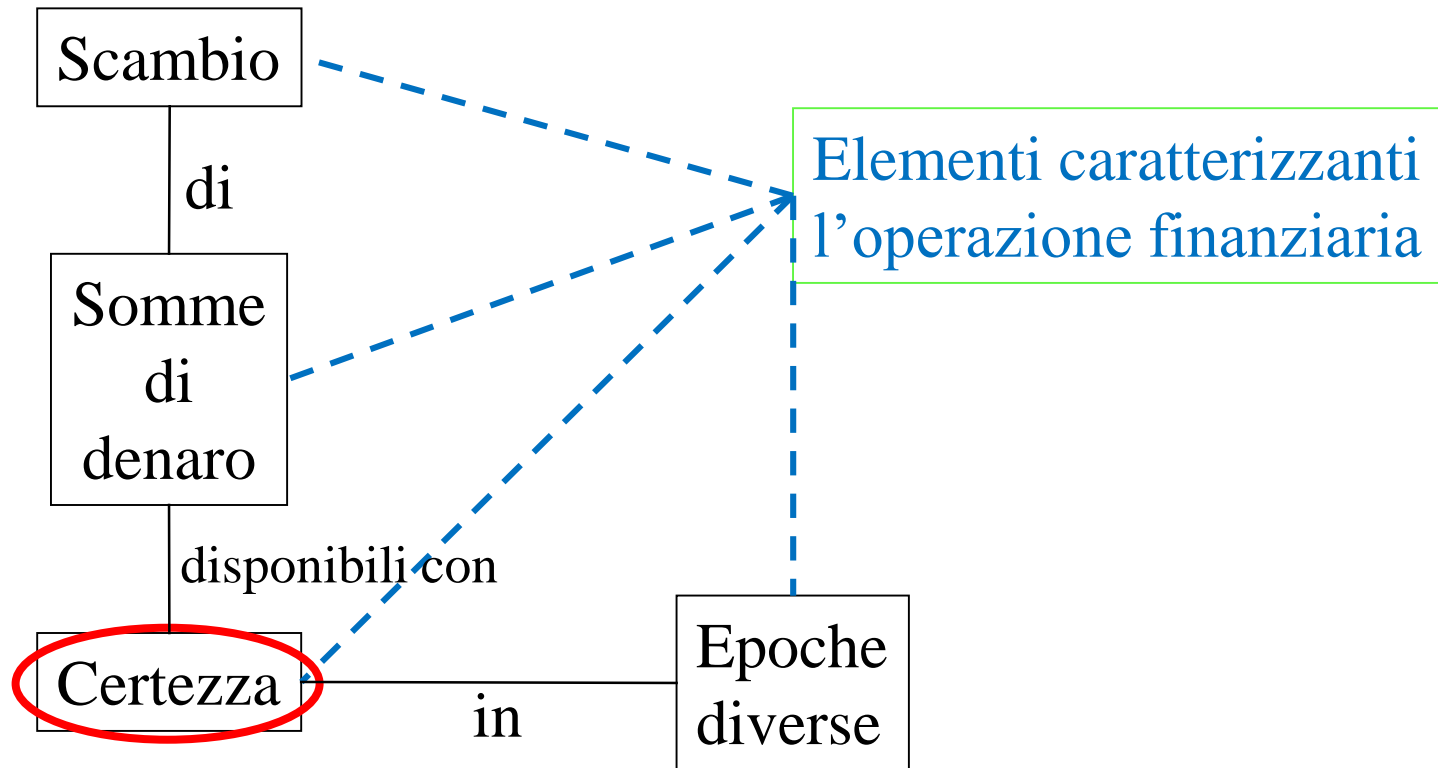 Scambio
di
Elementi caratterizzanti
l’operazione finanziaria
Somme
di
denaro
disponibili con
Certezza
in
Epoche
diverse